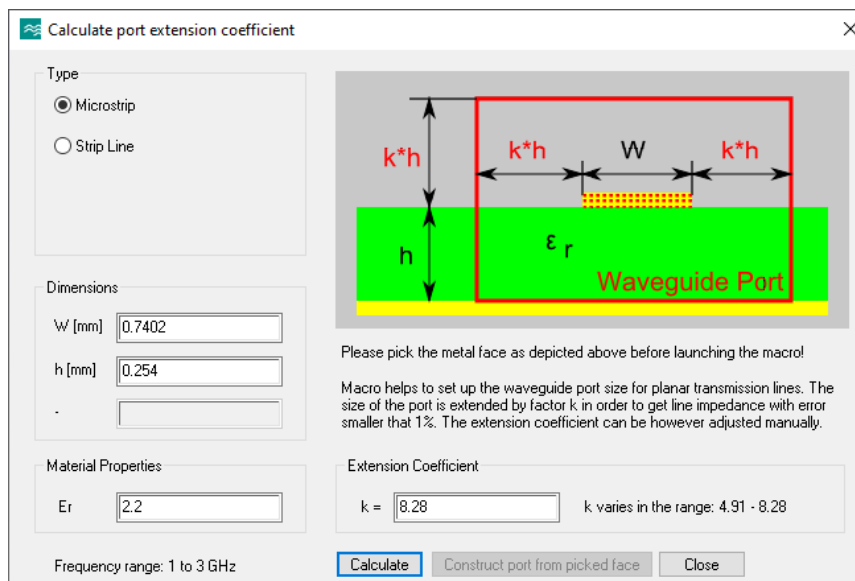 Calculate port extension coefficient
Type
Microstrip
Strip Line
k*h
k*h
W
k*h
h
ε r
Waveguide Port
Dimensions
W [mm]
0.7402
h [mm]
0.254
-
Please pick the metal face as depicted above before launching the macro!
Macro helps to set up the waveguide port size for planar transmission lines. The
size of the port is extended by factor k in order to get line impedance with error
smaller that 1%. The extension coefficient can be however adjusted manually.
Material Properties
Er
2.2
Extension Coefficient
k =
8.28
k varies in the range: 4.91 - 8.28
Frequency range: 1 to 3 GHz
Calculate
Construct port from picked face
Close